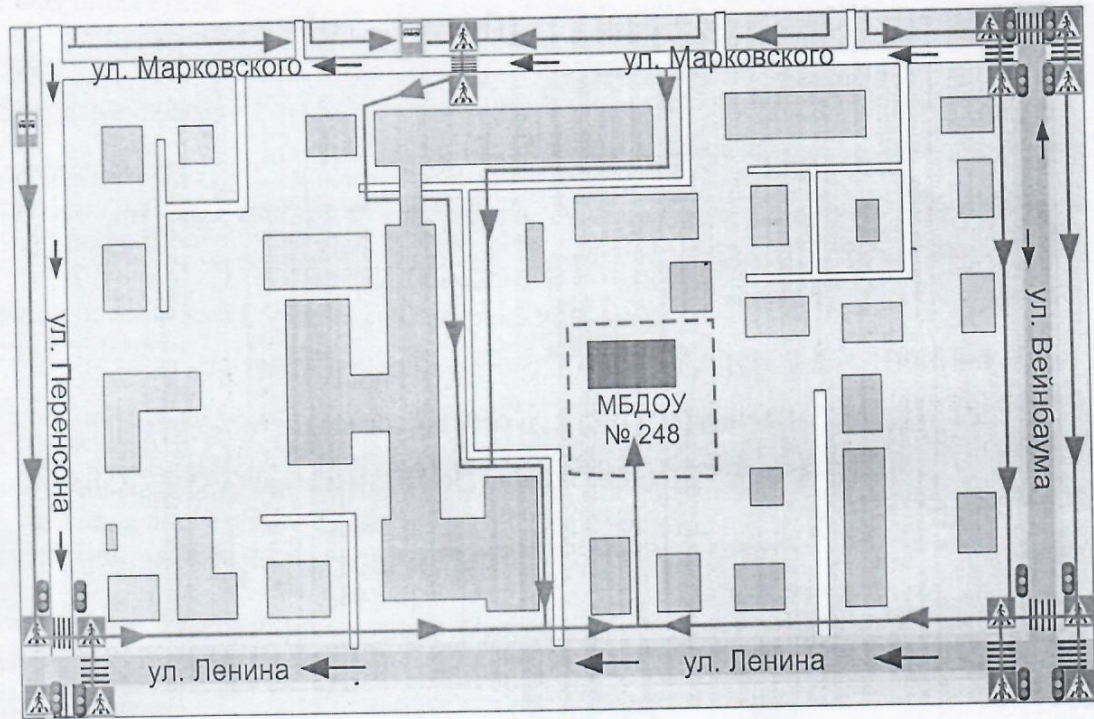 ул. Марковского
ул. Марковского
ул. Перенсона
ул. Вейнбаума
МБДОУ
№ 248
ул. Ленина
ул. Ленина